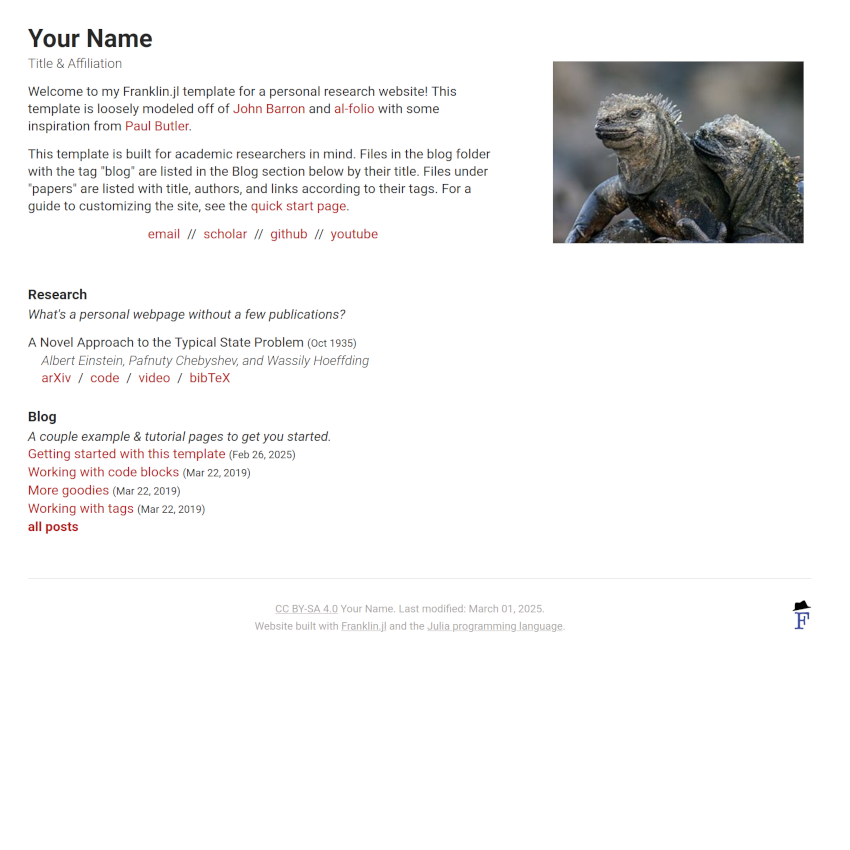 Your Name
Title & Affiliation
Welcome to my Franklin.jl template for a personal research website! This
template is loosely modeled off of John Barron and al-folio with some
inspiration from Paul Butler.
This template is built for academic researchers in mind. Files in the blog folder
with the tag "blog" are listed in the Blog section below by their title. Files under
"papers" are listed with title, authors, and links according to their tags. For a
guide to customizing the site, see the quick start page.
email // scholar // github // youtube
Research
What's a personal webpage without a few publications?
A Novel Approach to the Typical State Problem (Oct 1935)
Albert Einstein, Pafnuty Chebyshev, and Wassily Hoeffding
arXiv / code / video / bibTeX
Blog
A couple example & tutorial pages to get you started.
Getting started with this template (Feb 26, 2025)
Working with code blocks (Mar 22, 2019)
More goodies (Mar 22, 2019)
Working with tags (Mar 22, 2019)
all posts
CC BY-SA 4.0 Your Name. Last modified: March 01, 2025.
Website built with Franklin.jl and the Julia programming language.
F